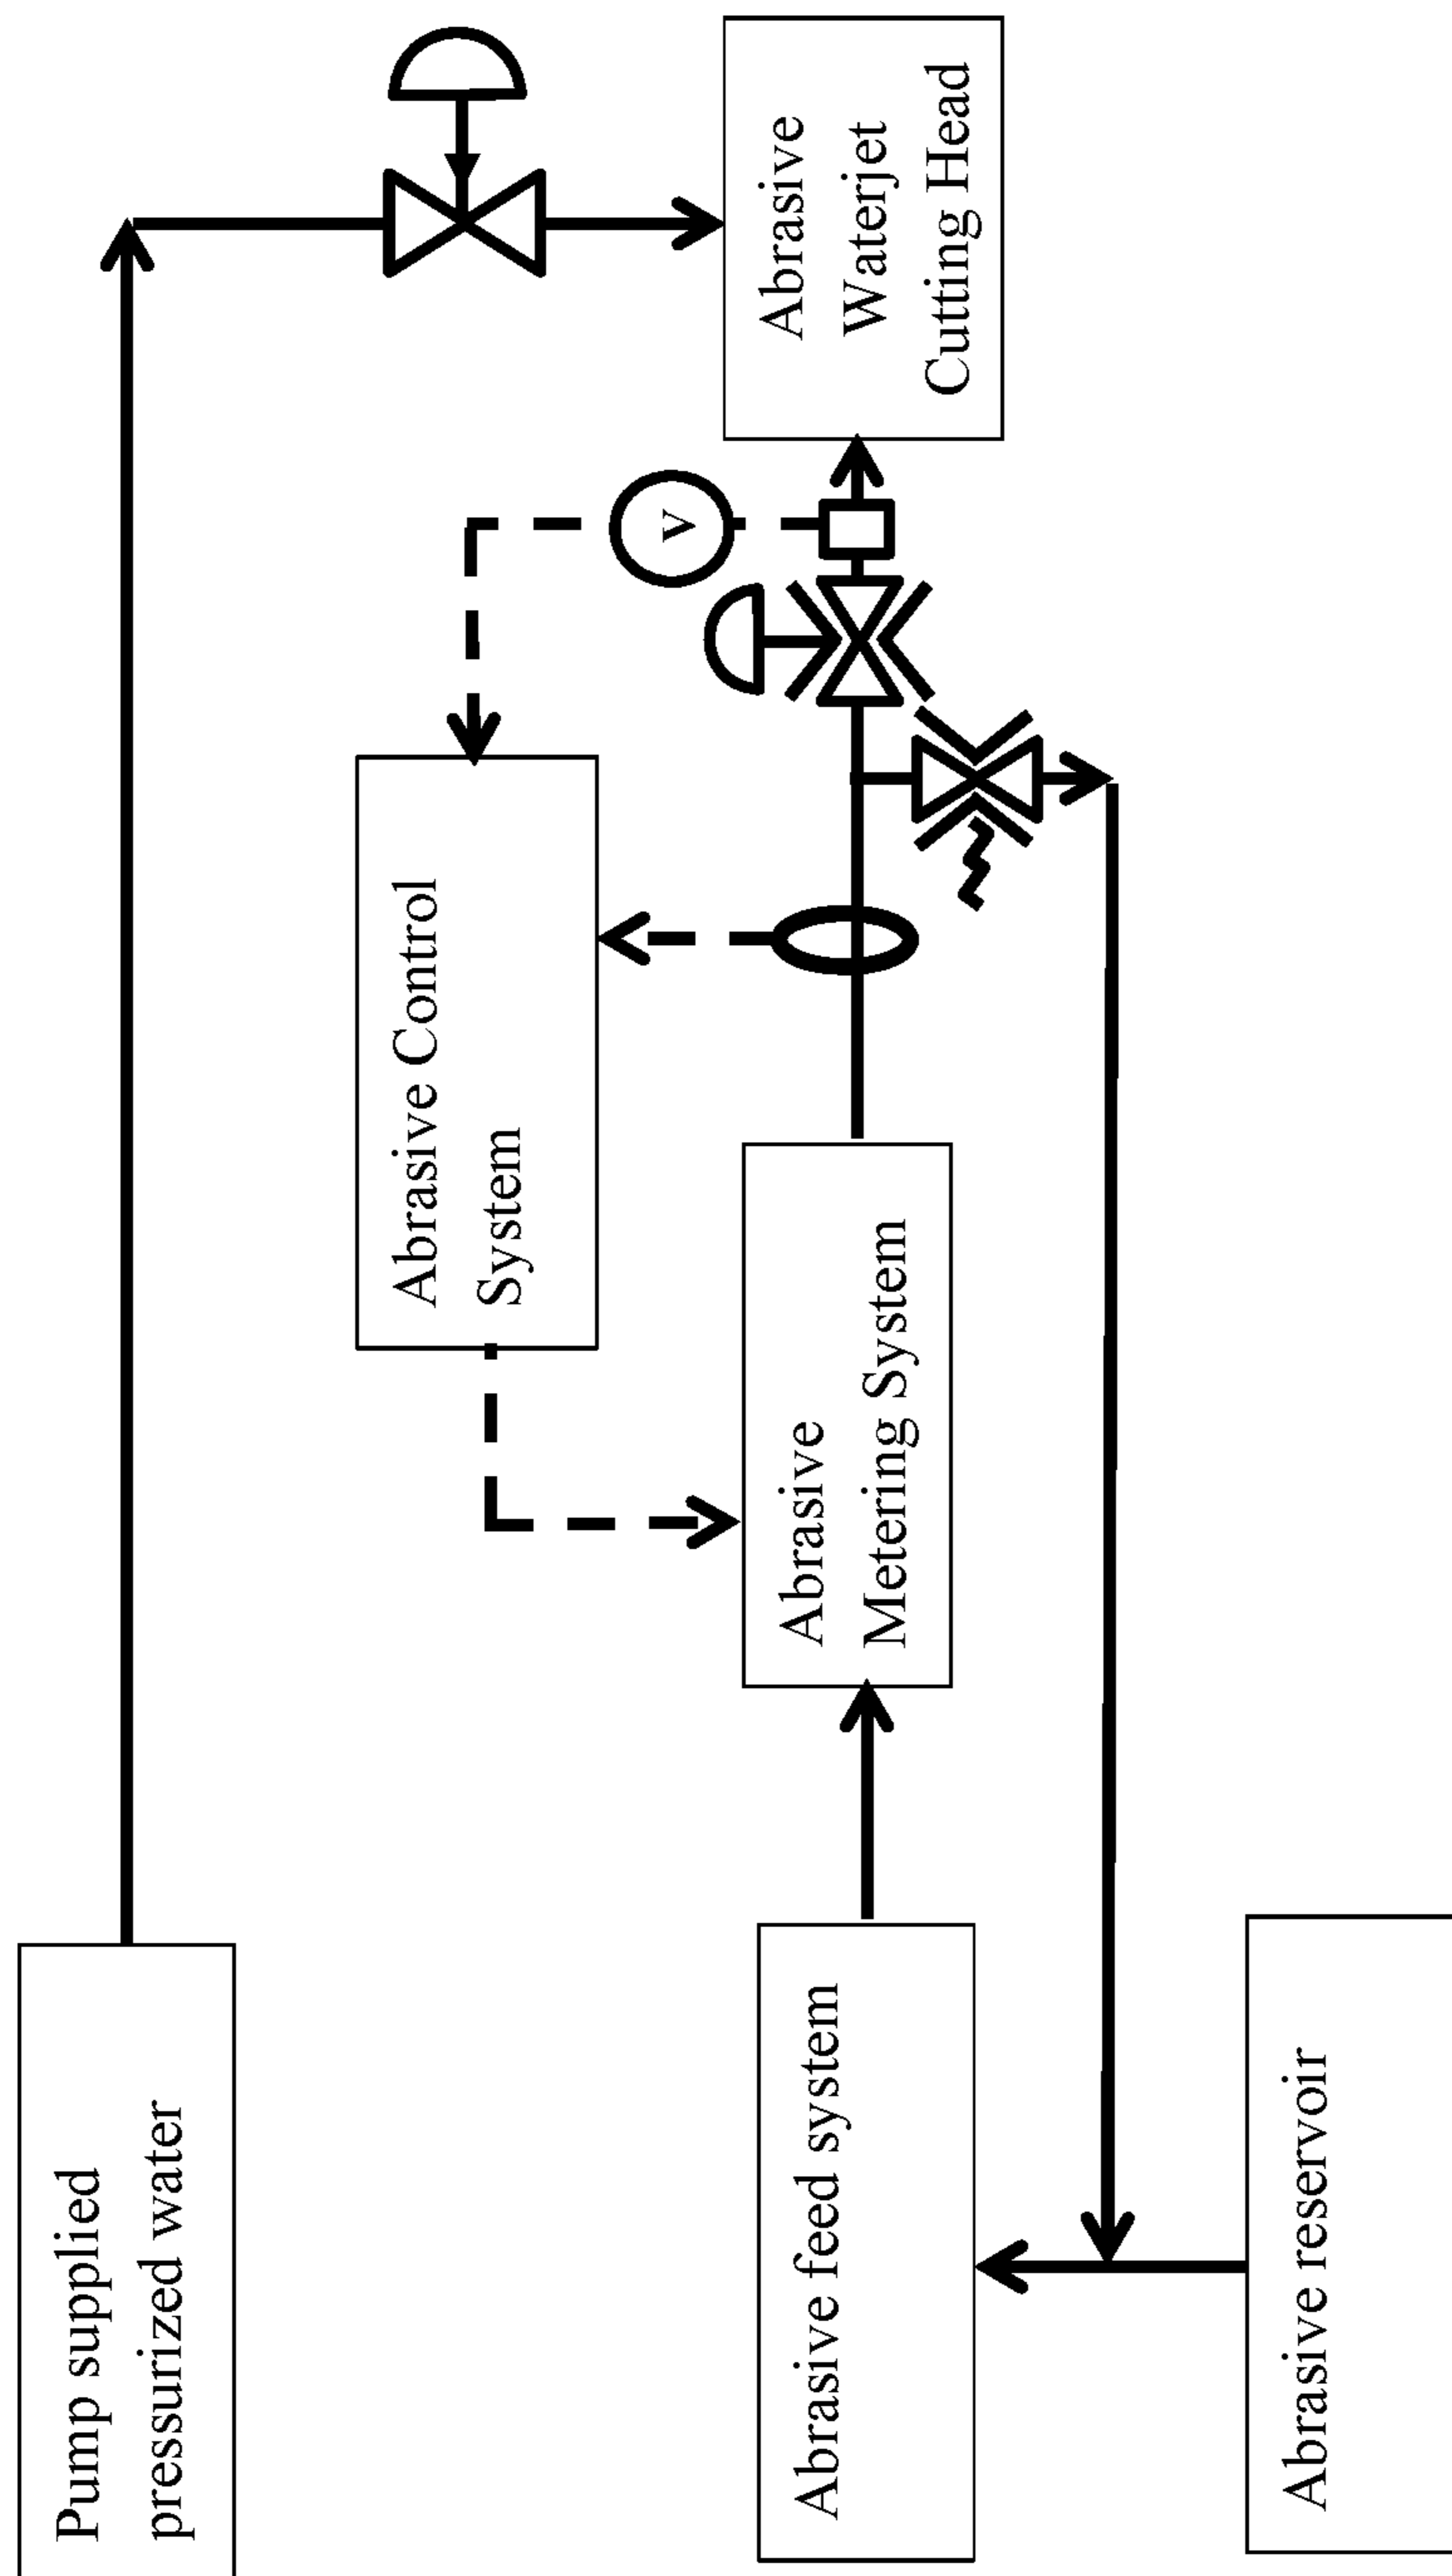 Pump supplied
pressurized water
Abrasive Control
System
v
Abrasive feed system
Abrasive
Metering System
Abrasive
Waterjet
Cutting Head
Abrasive reservoir